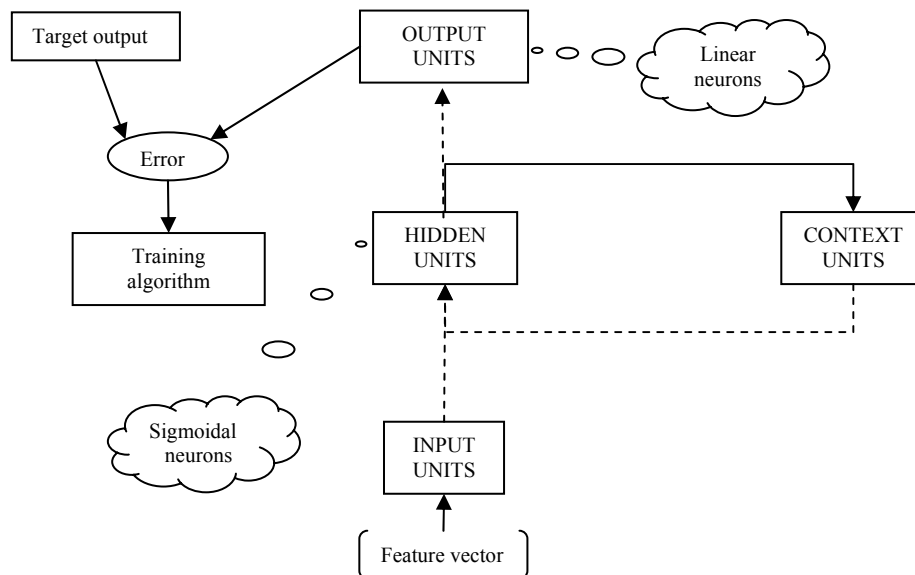 Target output
OUTPUT
UNITS
Linear
neurons
Error
HIDDEN
UNITS
CONTEXT
UNITS
Training
algorithm
Sigmoidal
neurons
INPUT
UNITS
Feature vector